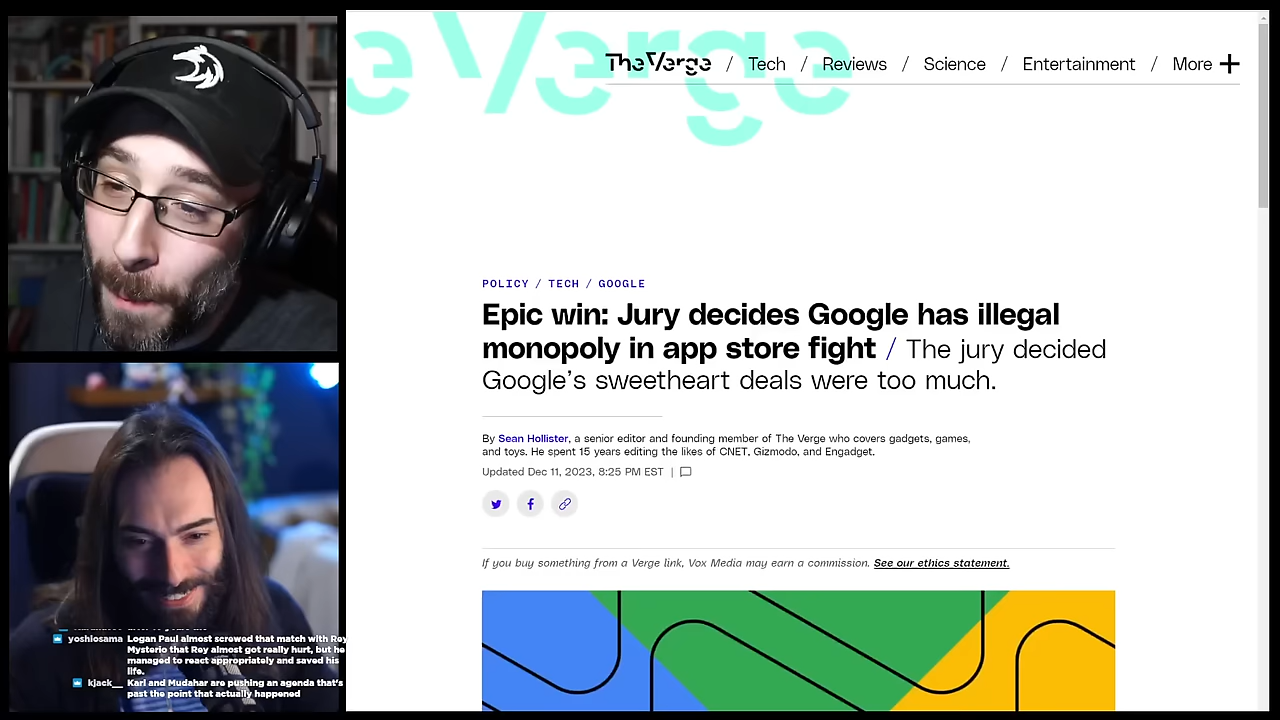 e Verge
The Verge / Tech / Reviews / Science / Entertainment / More +
POLICY / TECH / GOOGLE
Epic win: Jury decides Google has illegal
monopoly in app store fight / The jury decided
Google's sweetheart deals were too much.
By Sean Hollister, a senior editor and founding member of The Verge who covers gadgets, games,
and toys. He spent 15 years editing the likes of CNET, Gizmodo, and Engadget.
Updated Dec 11, 2023, 8:25 PM EST |
If you buy something from a Verge link, Vox Media may earn a commission. See our ethics statement.
yoshiosama Logan Paul almost screwed that match with Rey
Mysterio that Rey almost got really hurt, but he
managed to react appropriately and saved his
life.
kjack__ Karl and Mudahar are pushing an agenda that's
past the point that actually happened